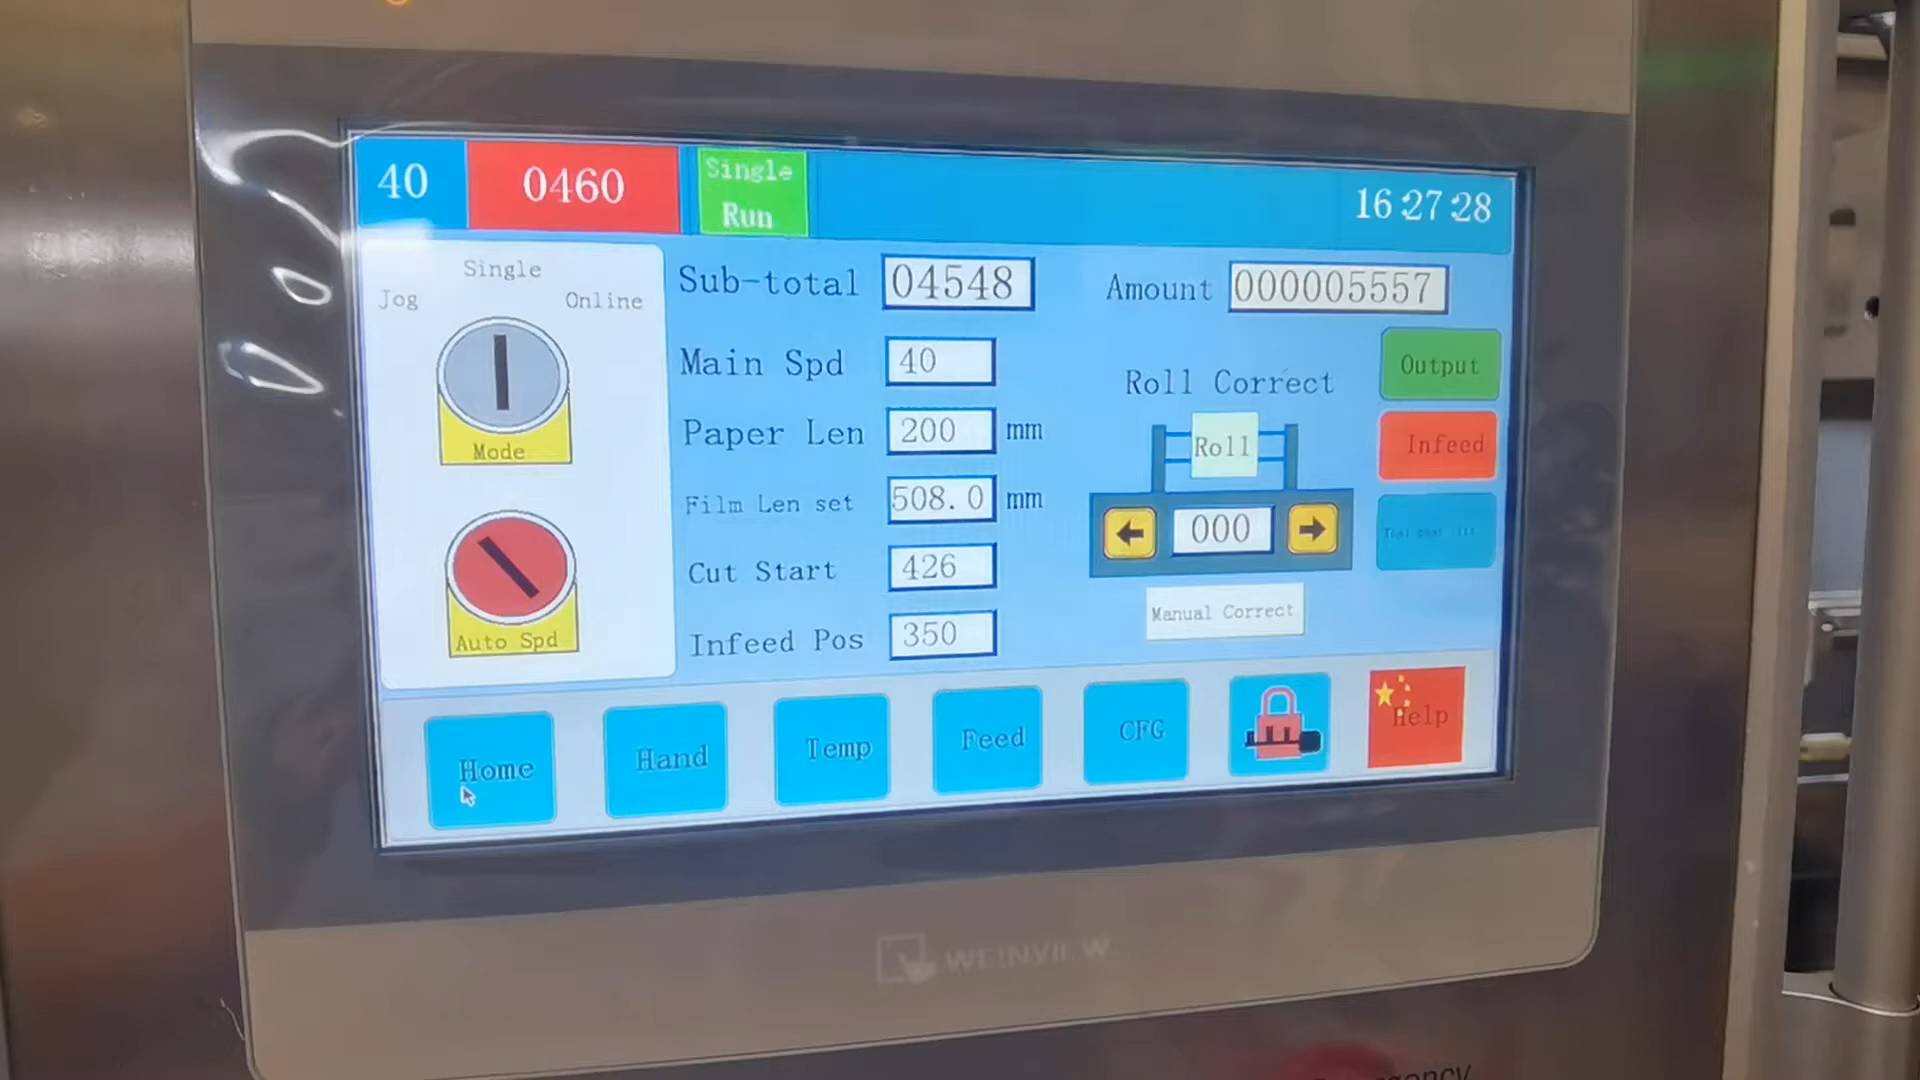 40 0460 Single Run 16:27:28
Single
Jog Online
Mode
Auto Spd
Sub-total 04548 Amount 000005557
Main Spd 40
Paper Len 200 mm
Film Len set 508.0 mm
Cut Start 426
Infeed Pos 350
Roll Correct
Roll
000
Manual Correct
Output
Infeed
Home Hand Temp Feed CFG Help
WEINVIEW